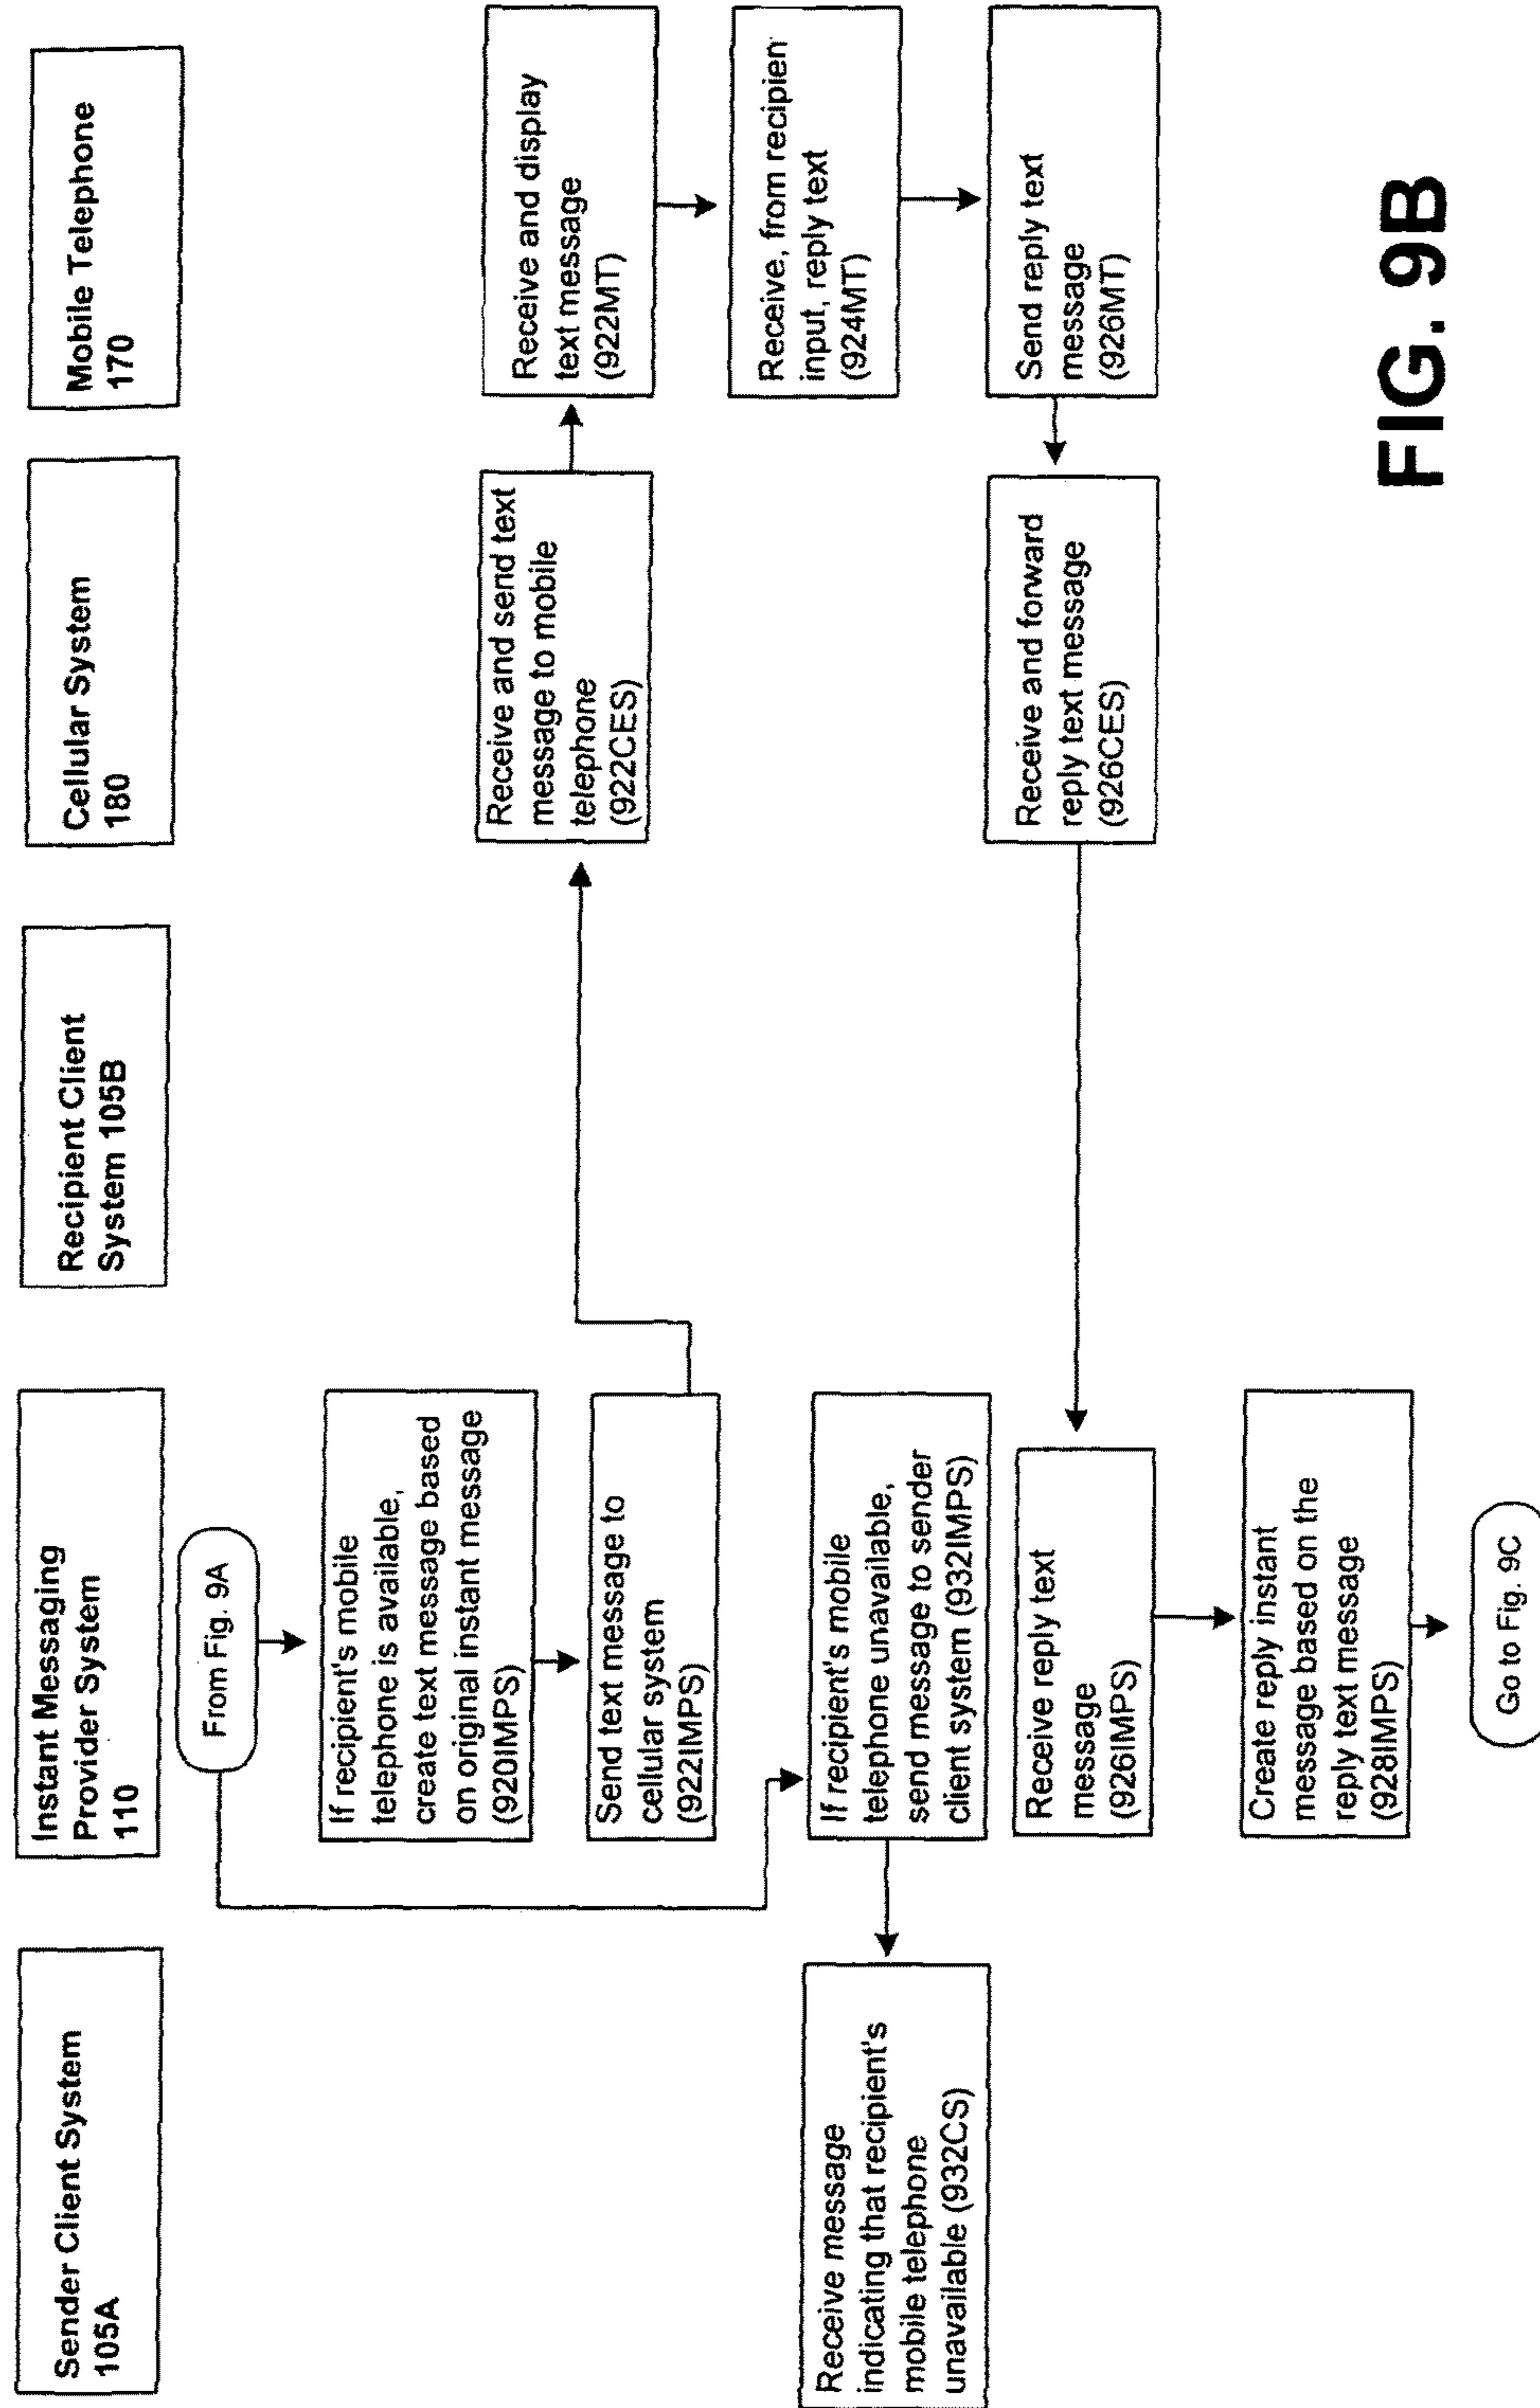 Sender Client System
105A
Instant Messaging
Provider System
110
Recipient Client
System 105B
Cellular System
180
Mobile Telephone
170
From Fig. 9A
If recipient's mobile
telephone is available,
create text message based
on original instant message
(920IMPS)
Send text message to
cellular system
(922IMPS)
Receive and send text
message to mobile
telephone
(922CES)
Receive and display
text message
(922MT)
Receive, from recipien
input, reply text
(924MT)
Send reply text
message
(926MT)
Receive and forward
reply text message
(926CES)
If recipient's mobile
telephone unavailable,
send message to sender
client system (932IMPS)
Receive message
indicating that recipient's
mobile telephone
unavailable (932CS)
Receive reply text
message
(926IMPS)
Create reply instant
message based on the
reply text message
(928IMPS)
Go to Fig. 9C
FIG. 9B